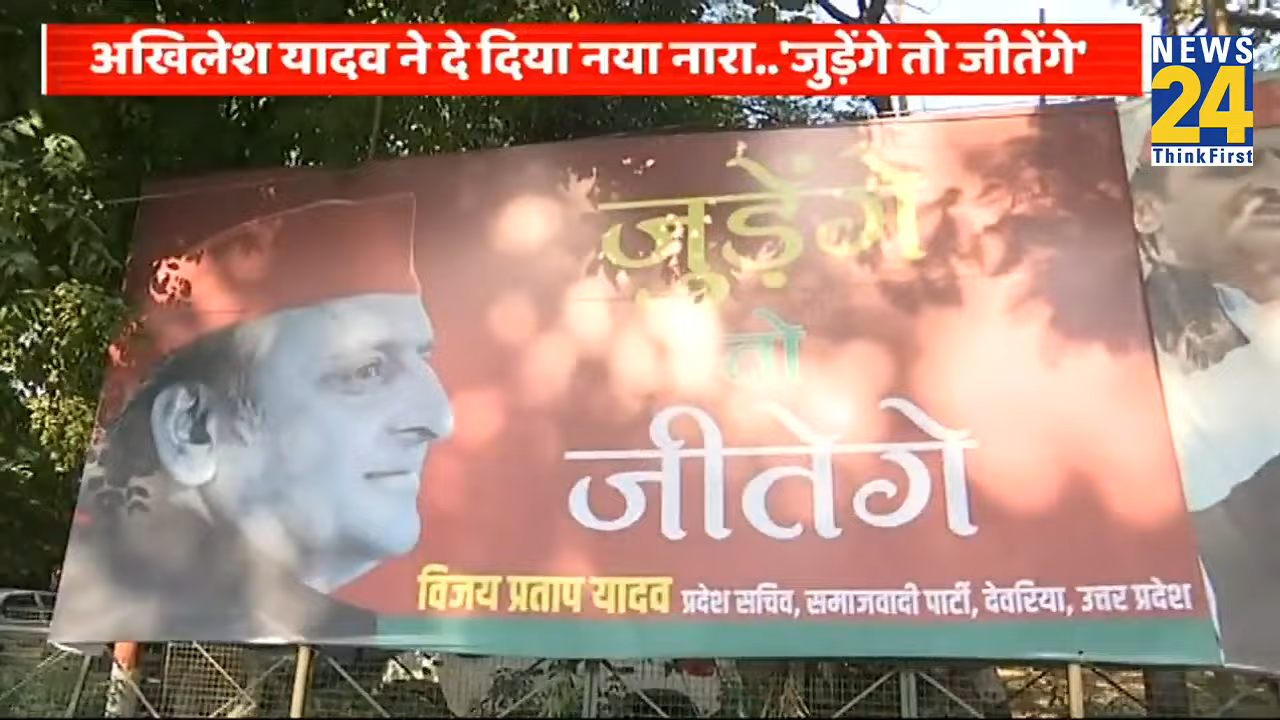 अखिलेश यादव ने दे दिया नया नारा..'जुड़ेंगे तो जीतेंगे'
NEWS
24
ThinkFirst
जुड़ेंगे
तो
जीतेगे
विजय प्रताप यादव प्रदेश सचिव, समाजवादी पार्टी, देवरिया, उत्तर प्रदेश